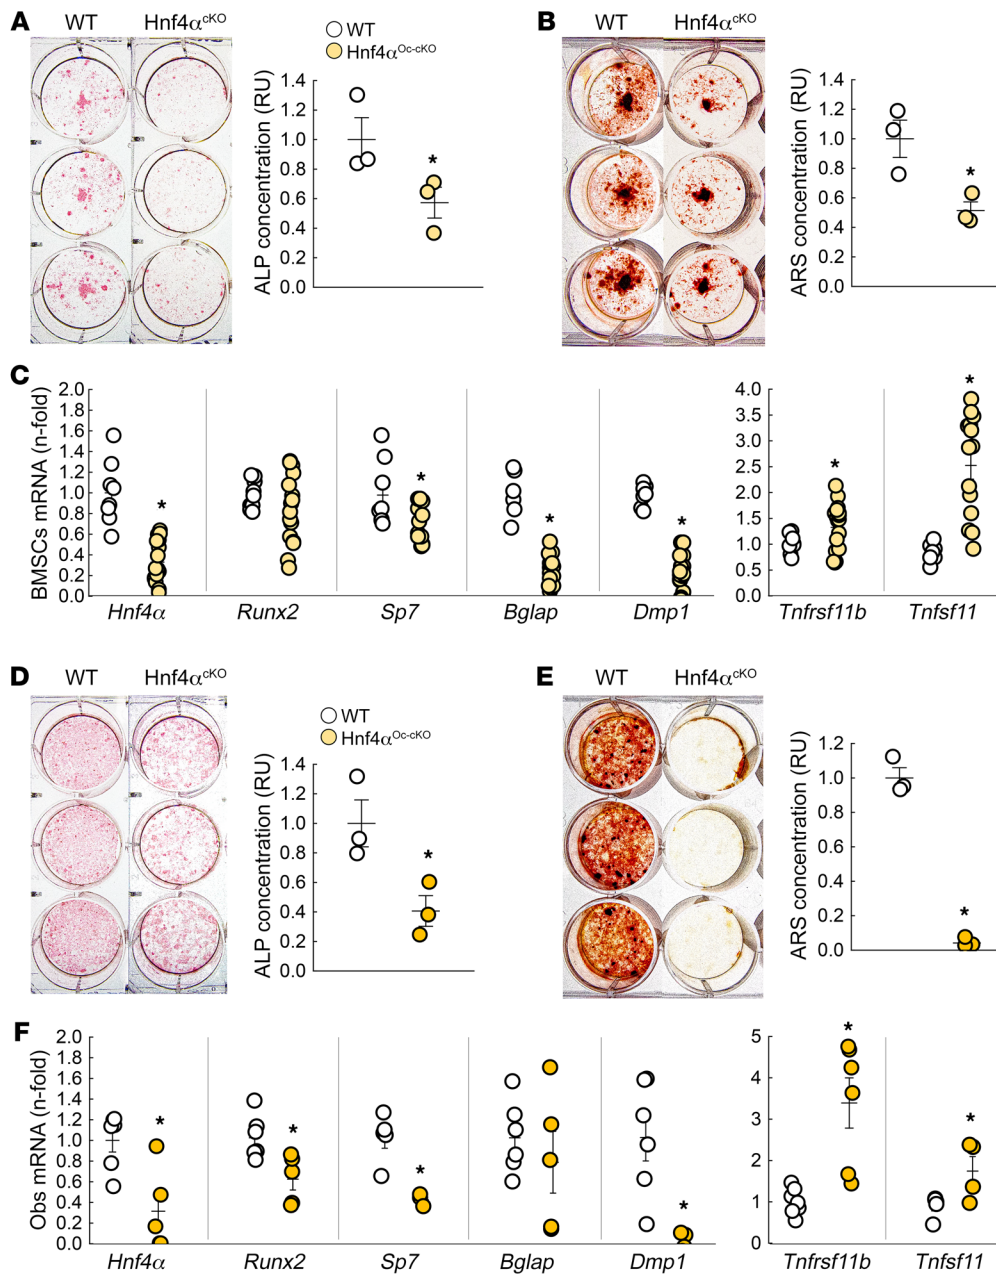 A
WT Hnf4α^cKO
WT
Hnf4α^Oc-cKO
ALP concentration (RU)
1.4
1.2
1.0
0.8
0.6
0.4
0.2
0.0
*
B
WT Hnf4α^cKO
ARS concentration (RU)
1.4
1.2
1.0
0.8
0.6
0.4
0.2
0.0
*
C
BMSCs mRNA (n-fold)
2.0
1.8
1.6
1.4
1.2
1.0
0.8
0.6
0.4
0.2
0.0
* * * *
Hnf4α Runx2 Sp7 Bglap Dmp1
4.0
3.5
3.0
2.5
2.0
1.5
1.0
0.5
0.0
* *
Tnfrsf11b Tnfsf11
D
WT Hnf4α^cKO
WT
Hnf4α^Oc-cKO
ALP concentration (RU)
1.4
1.2
1.0
0.8
0.6
0.4
0.2
0.0
*
E
WT Hnf4α^cKO
ARS concentration (RU)
1.2
1.0
0.8
0.6
0.4
0.2
0.0
*
F
Obs mRNA (n-fold)
2.0
1.8
1.6
1.4
1.2
1.0
0.8
0.6
0.4
0.2
0.0
* * * *
Hnf4α Runx2 Sp7 Bglap Dmp1
5
4
3
2
1
0
* *
Tnfrsf11b Tnfsf11